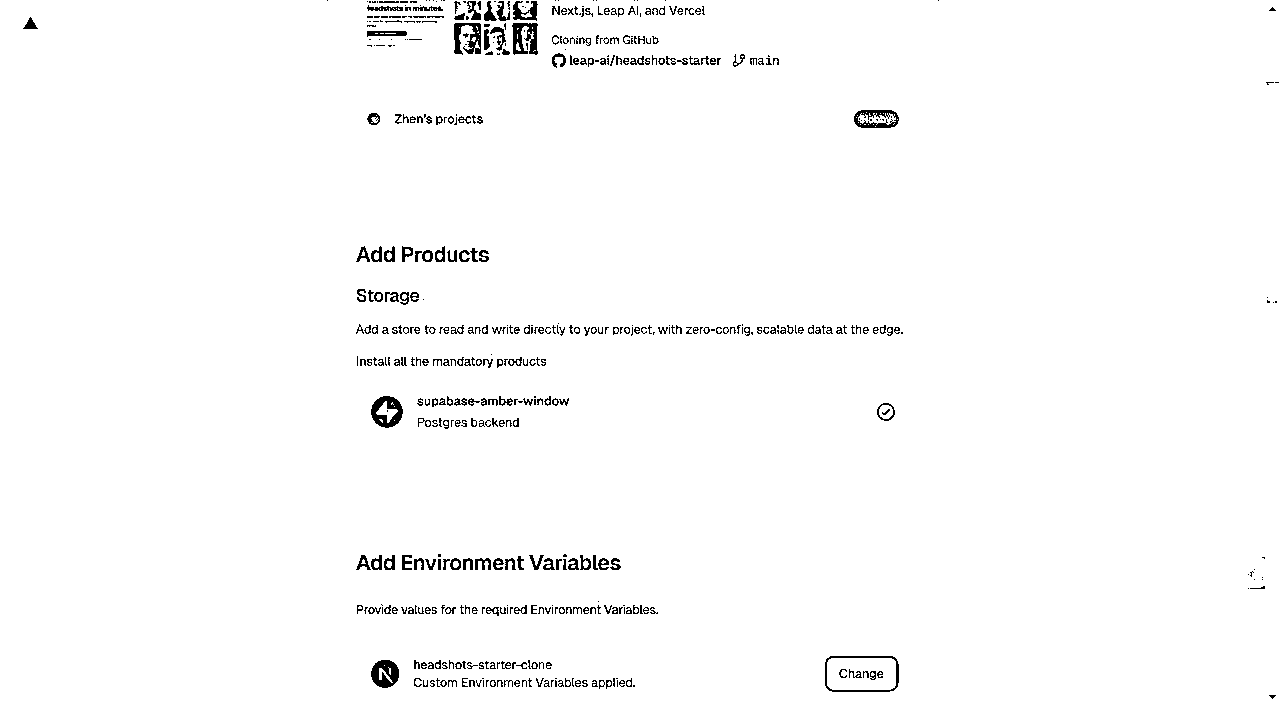 headshots in minutes.
Next.js, Leap AI, and Vercel
Cloning from GitHub
leap-ai/headshots-starter main
Zhen's projects Hobby
Add Products
Storage
Add a store to read and write directly to your project, with zero-config, scalable data at the edge.
Install all the mandatory products
supabase-amber-window
Postgres backend
Add Environment Variables
Provide values for the required Environment Variables.
headshots-starter-clone
Custom Environment Variables applied.
Change